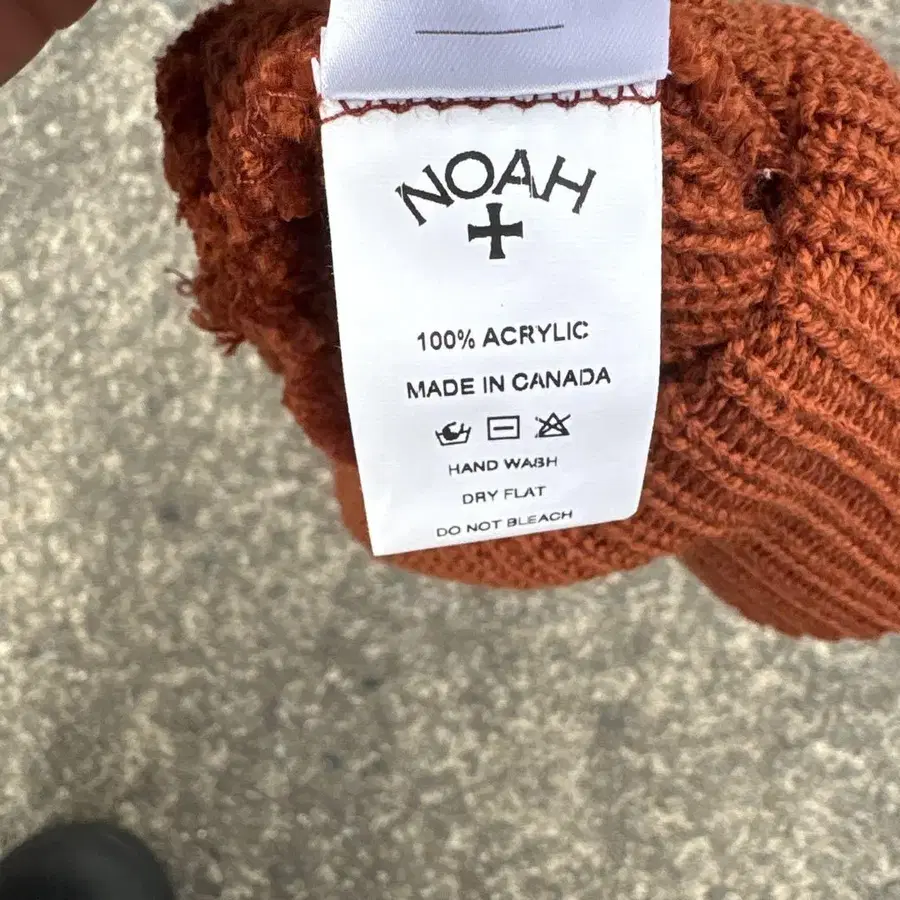 NOAH
100% ACRYLIC
MADE IN CANADA
HAND WASH
DRY FLAT
DO NOT BLEACH